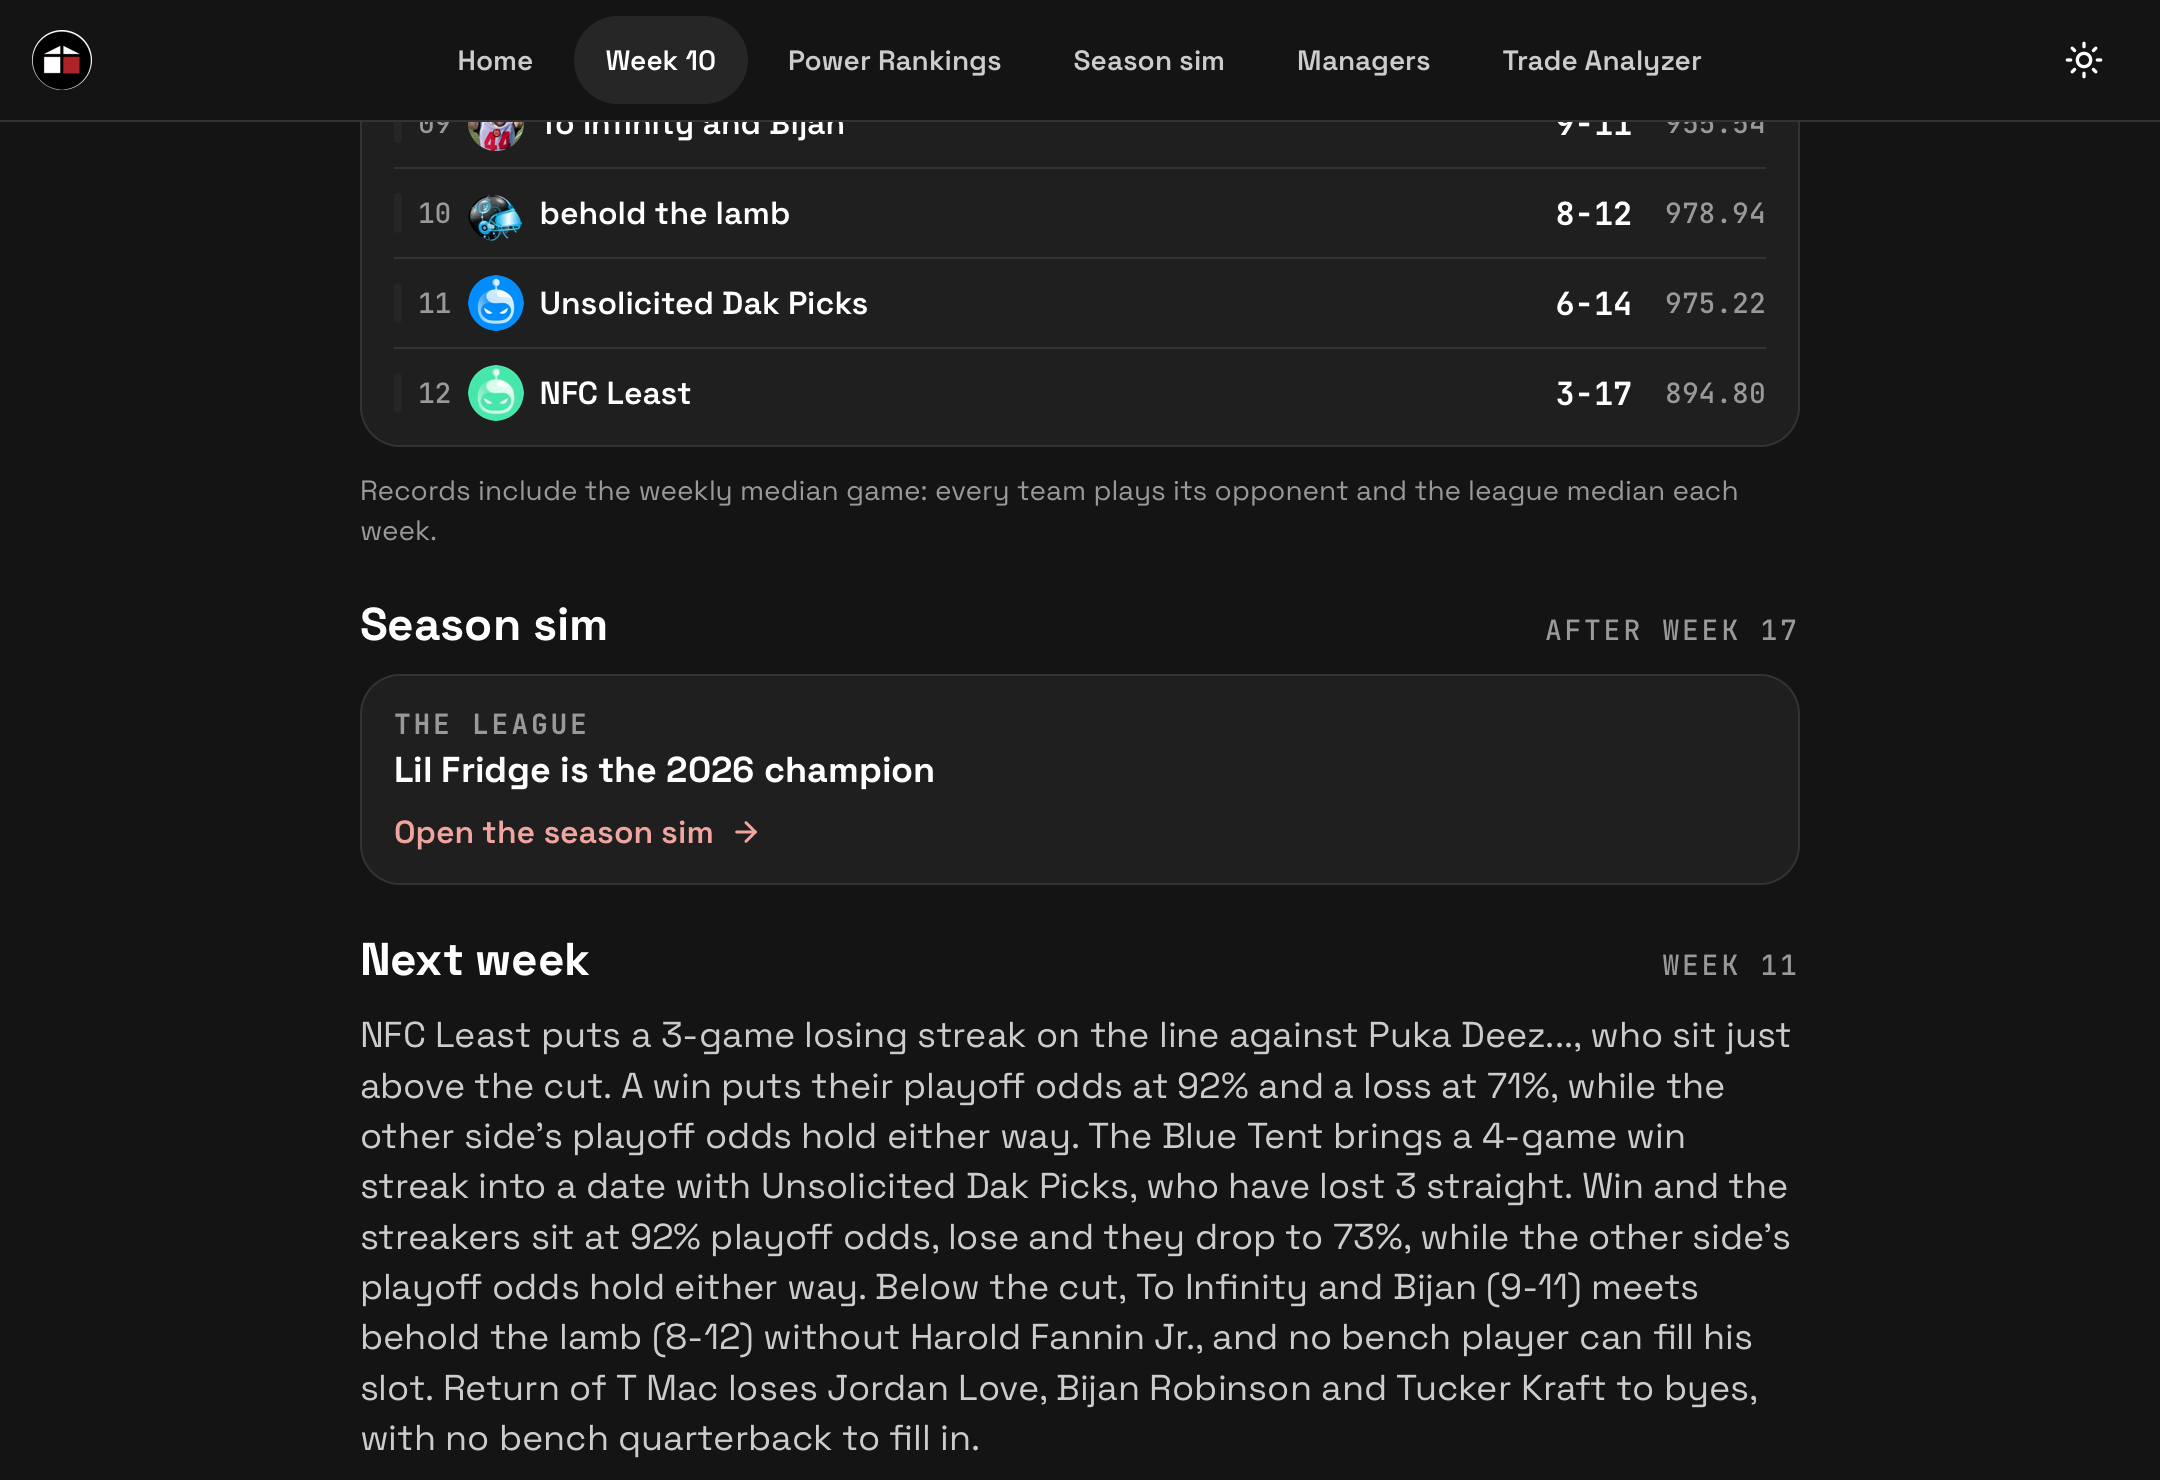 Home Week 10 Power Rankings Season sim Managers Trade Analyzer
09 To Infinity and Bijan 9-11 955.54
10 behold the lamb 8-12 978.94
11 Unsolicited Dak Picks 6-14 975.22
12 NFC Least 3-17 894.80
Records include the weekly median game: every team plays its opponent and the league median each
week.
Season sim AFTER WEEK 17
THE LEAGUE
Lil Fridge is the 2026 champion
Open the season sim →
Next week WEEK 11
NFC Least puts a 3-game losing streak on the line against Puka Deez..., who sit just
above the cut. A win puts their playoff odds at 92% and a loss at 71%, while the
other side’s playoff odds hold either way. The Blue Tent brings a 4-game win
streak into a date with Unsolicited Dak Picks, who have lost 3 straight. Win and the
streakers sit at 92% playoff odds, lose and they drop to 73%, while the other side’s
playoff odds hold either way. Below the cut, To Infinity and Bijan (9-11) meets
behold the lamb (8-12) without Harold Fannin Jr., and no bench player can fill his
slot. Return of T Mac loses Jordan Love, Bijan Robinson and Tucker Kraft to byes,
with no bench quarterback to fill in.